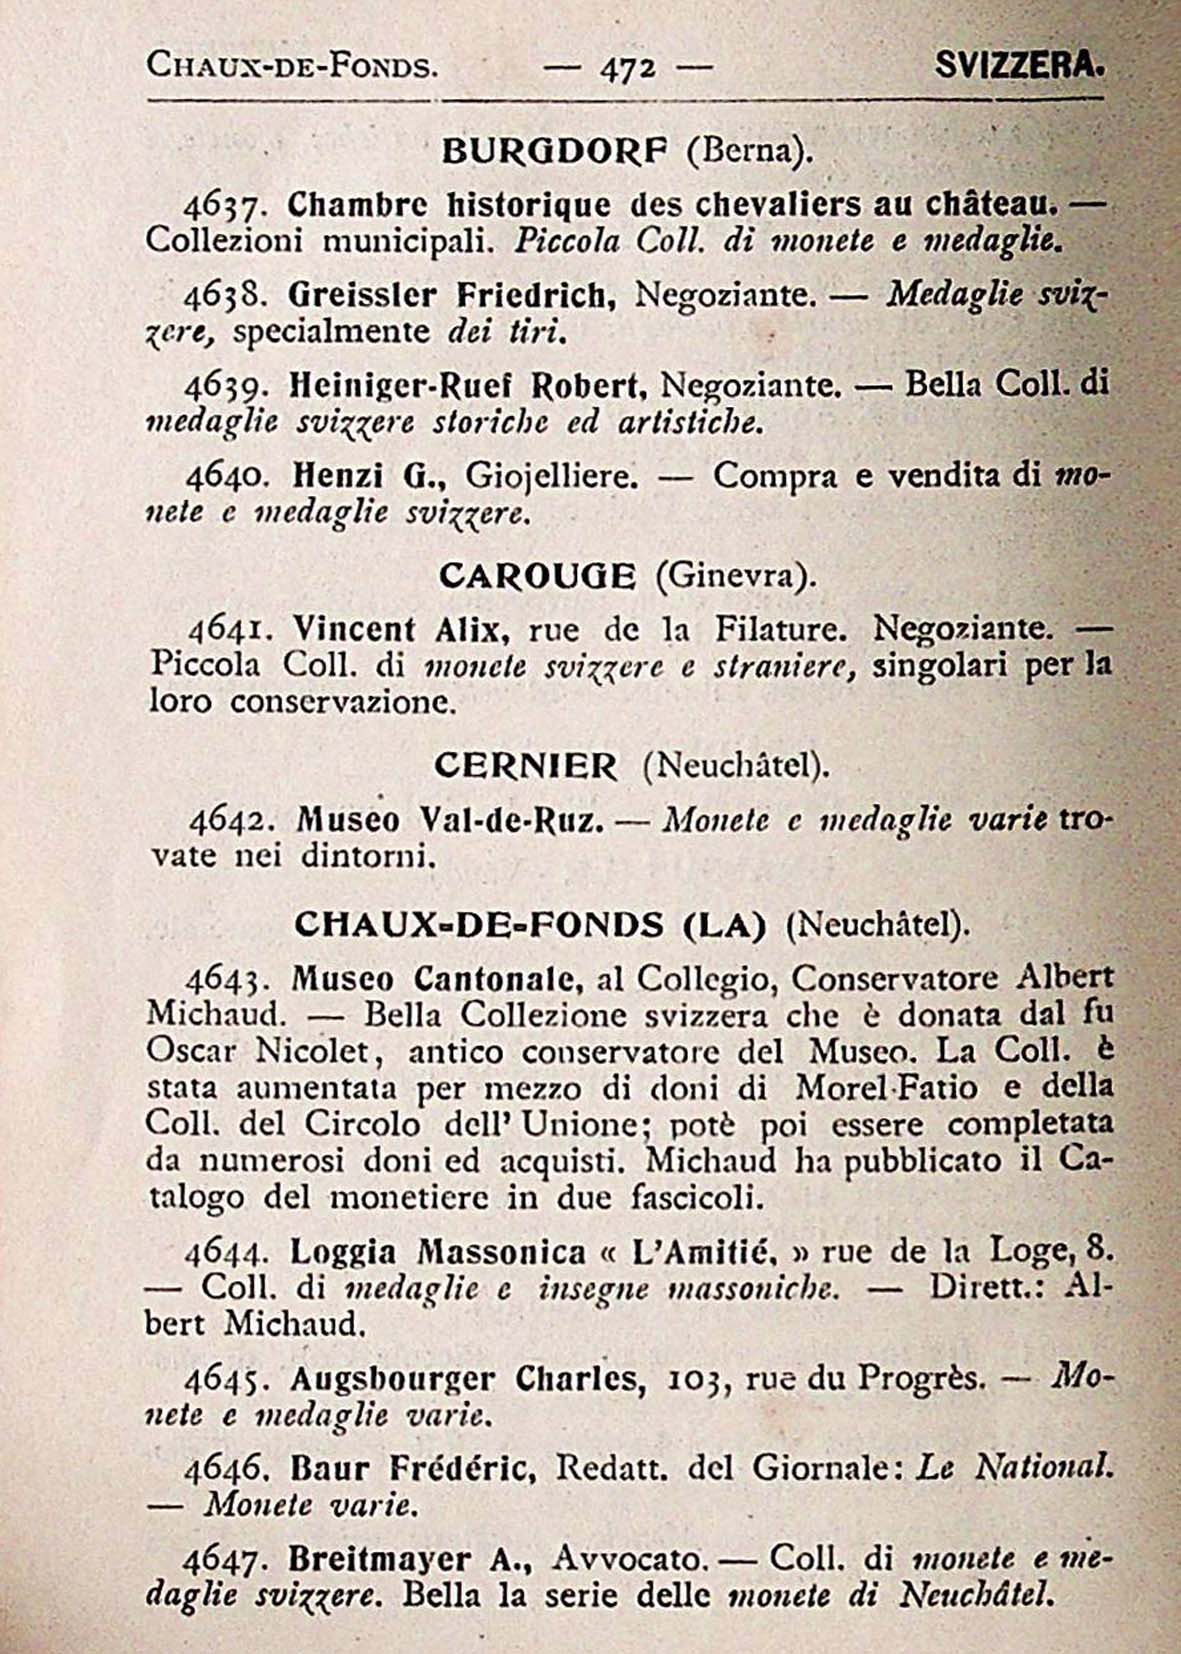 CHAUX-DE-FONDS. — 472 — SVIZZERA.
BURGDORF (Berna).
4637. Chambre historique des chevaliers au château. —
Collezioni municipali. Piccola Coll. di monete e medaglie.
4638. Greissler Friedrich, Negoziante. — Medaglie sviz-
zere, specialmente dei tiri.
4639. Heiniger-Ruef Robert, Negoziante. — Bella Coll. di
medaglie svizzere storiche ed artistiche.
4640. Henzi G., Giojelliere. — Compra e vendita di mo-
nete e medaglie svizzere.
CAROUGE (Ginevra).
4641. Vincent Alix, rue de la Filature. Negoziante. —
Piccola Coll. di monete svizzere e straniere, singolari per la
loro conservazione.
CERNIER (Neuchâtel).
4642. Museo Val-de-Ruz. — Monete e medaglie varie tro-
vate nei dintorni.
CHAUX-DE-FONDS (LA) (Neuchâtel).
4643. Museo Cantonale, al Collegio, Conservatore Albert
Michaud. — Bella Collezione svizzera che è donata dal fu
Oscar Nicolet, antico conservatore del Museo. La Coll. è
stata aumentata per mezzo di doni di Morel-Fatio e della
Coll. del Circolo dell' Unione; potè poi essere completata
da numerosi doni ed acquisti. Michaud ha pubblicato il Ca-
talogo del monetiere in due fascicoli.
4644. Loggia Massonica « L'Amitié, » rue de la Loge, 8.
— Coll. di medaglie e insegne massoniche. — Dirett.: Al-
bert Michaud.
4645. Augsbourger Charles, 103, rue du Progrès. — Mo-
nete e medaglie varie.
4646. Baur Frédéric, Redatt. del Giornale: Le National.
— Monete varie.
4647. Breitmayer A., Avvocato. — Coll. di monete e me-
daglie svizzere. Bella la serie delle monete di Neuchâtel.